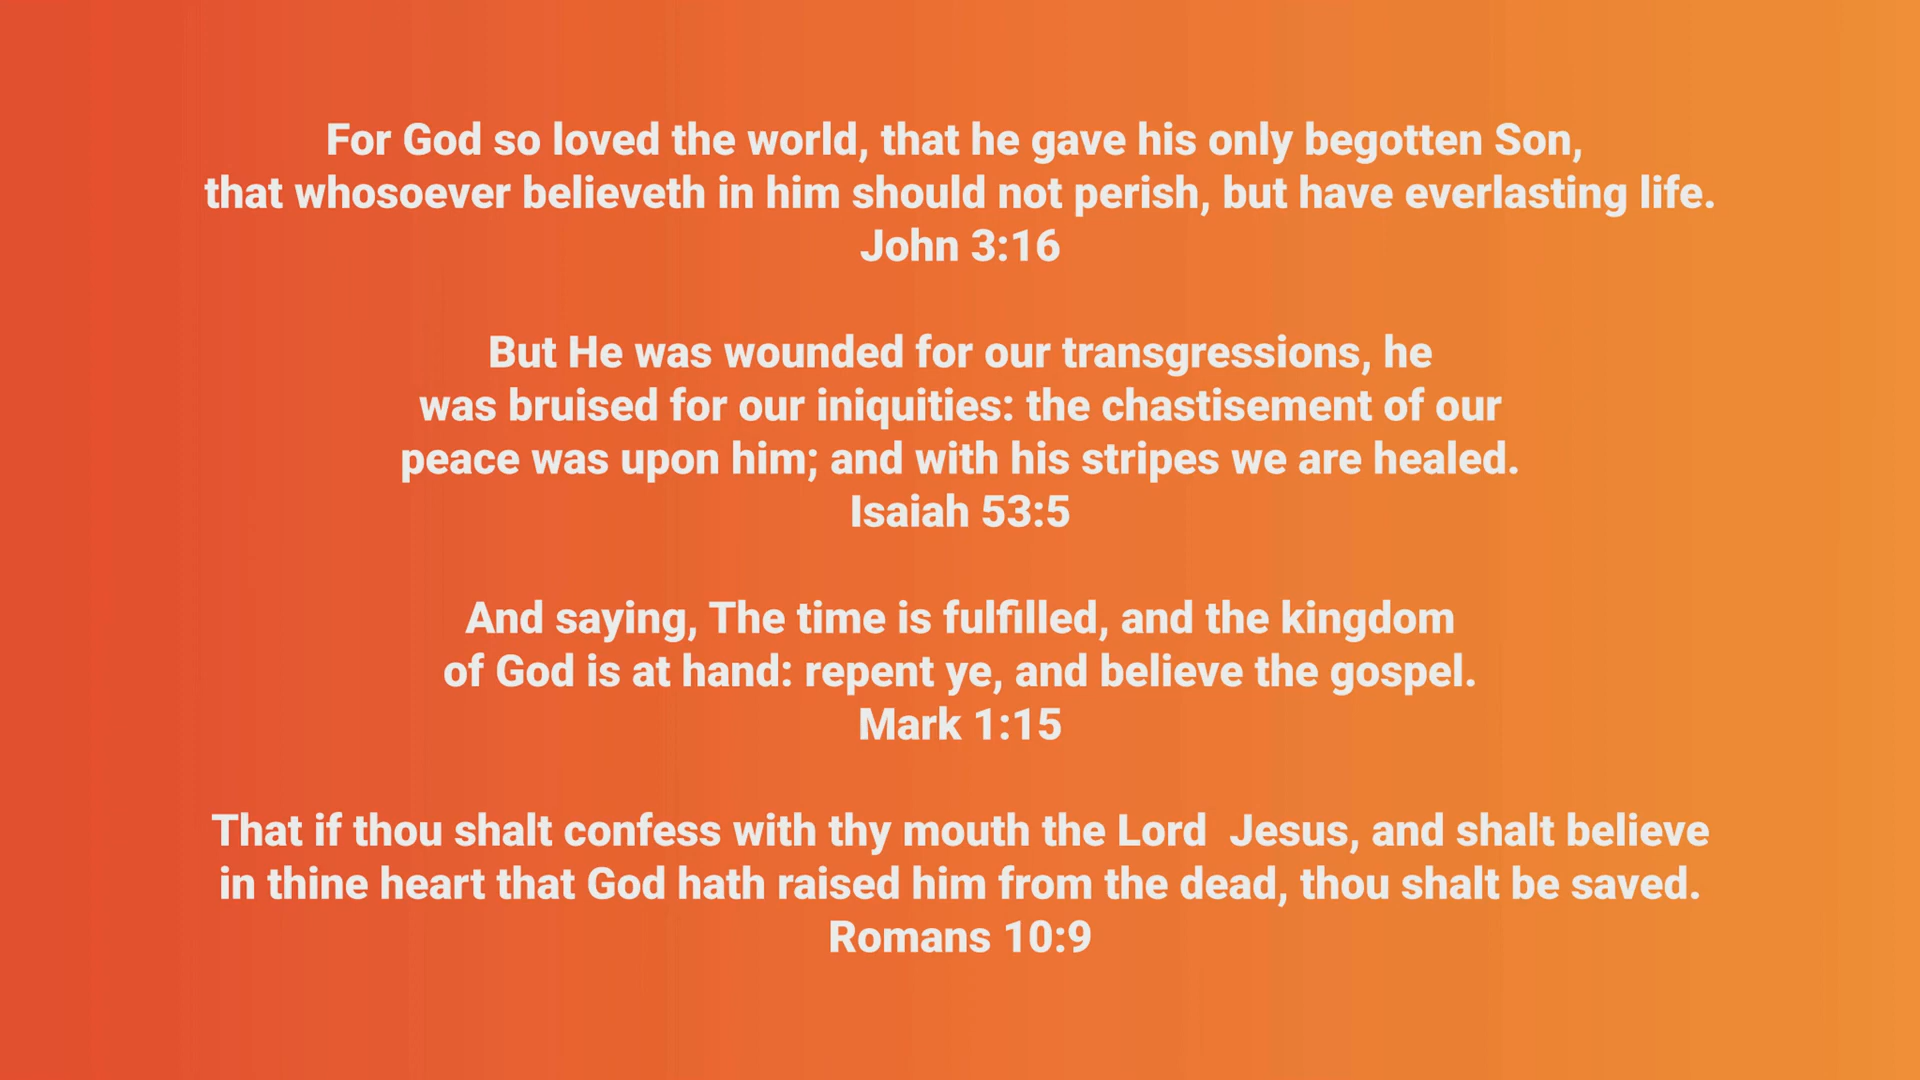 For God so loved the world, that he gave his only begotten Son,
that whosoever believeth in him should not perish, but have everlasting life.
John 3:16
But He was wounded for our transgressions, he
was bruised for our iniquities: the chastisement of our
peace was upon him; and with his stripes we are healed.
Isaiah 53:5
And saying, The time is fulfilled, and the kingdom
of God is at hand: repent ye, and believe the gospel.
Mark 1:15
That if thou shalt confess with thy mouth the Lord  Jesus, and shalt believe
in thine heart that God hath raised him from the dead, thou shalt be saved.
Romans 10:9